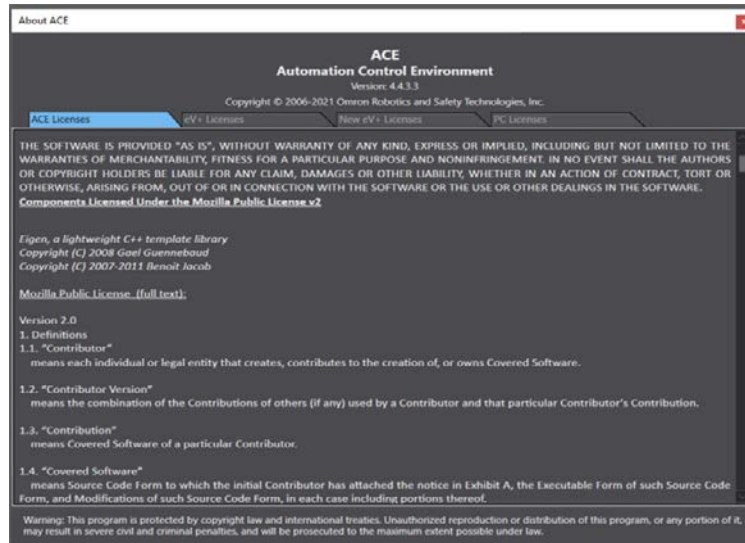 About ACE
ACE
Automation Control Environment
Version: 4.4.3.3
Copyright © 2006-2021 Omron Robotics and Safety Technologies, Inc.
ACE Licenses
eV+ Licenses
New eV+ Licenses
PC Licenses
THE SOFTWARE IS PROVIDED "AS IS", WITHOUT WARRANTY OF ANY KIND, EXPRESS OR IMPLIED, INCLUDING BUT NOT LIMITED TO THE
WARRANTIES OF MERCHANTABILITY, FITNESS FOR A PARTICULAR PURPOSE AND NONINFRINGEMENT. IN NO EVENT SHALL THE AUTHORS
OR COPYRIGHT HOLDERS BE LIABLE FOR ANY CLAIM, DAMAGES OR OTHER LIABILITY, WHETHER IN AN ACTION OF CONTRACT, TORT OR
OTHERWISE, ARISING FROM, OUT OF OR IN CONNECTION WITH THE SOFTWARE OR THE USE OR OTHER DEALINGS IN THE SOFTWARE.
Components Licensed Under the Mozilla Public License v2
Eigen, a lightweight C++ template library
Copyright (C) 2008 Gael Guennebaud
Copyright (C) 2007-2011 Benoit Jacob
Mozilla Public License (full text):
Version 2.0
1. Definitions
1.1. "Contributor"
means each individual or legal entity that creates, contributes to the creation of, or owns Covered Software.
1.2. "Contributor Version"
means the combination of the Contributions of others (if any) used by a Contributor and that particular Contributor's Contribution.
1.3. "Contribution"
means Covered Software of a particular Contributor.
1.4. "Covered Software"
means Source Code Form to which the initial Contributor has attached the notice in Exhibit A, the Executable Form of such Source Code
Form, and Modifications of such Source Code Form, in each case including portions thereof.
Warning: This program is protected by copyright law and international treaties. Unauthorized reproduction or distribution of this program, or any portion of it,
may result in severe civil and criminal penalties, and will be prosecuted to the maximum extent possible under law.